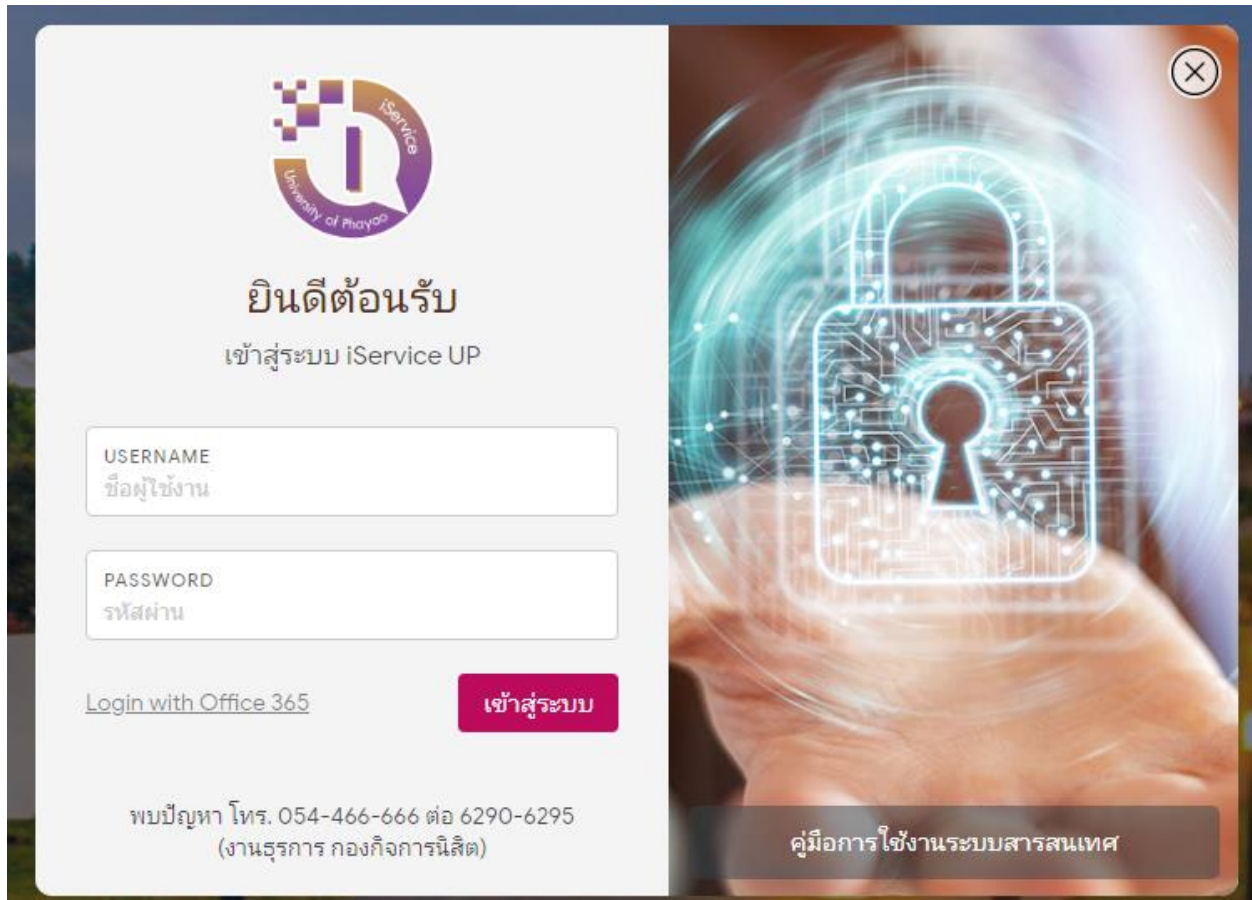 iService
University of Phayao
ยินดีต้อนรับ
เข้าสู่ระบบ iService UP
USERNAME
ชื่อผู้ใช้งาน
PASSWORD
รหัสผ่าน
Login with Office 365
เข้าสู่ระบบ
พบปัญหา โทร. 054-466-666 ต่อ 6290-6295
(งานธุรการ กองกิจการนิสิต)
คู่มือการใช้งานระบบสารสนเทศ